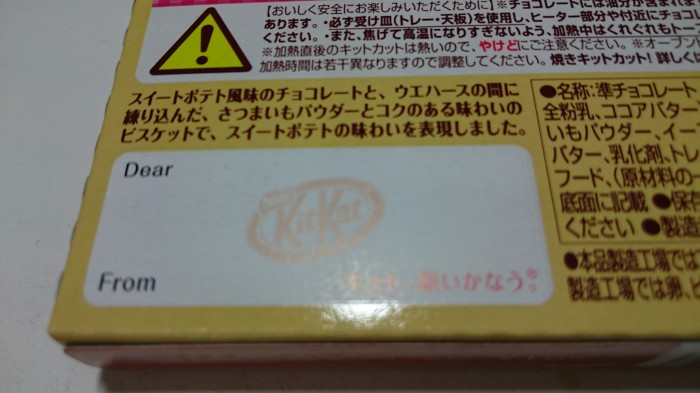 【おいしく安全にお楽しみいただくために】※チョコレートには油分が含まれま
あります。・必ず受け皿(トレー・天板)を使用し、ヒーター部分や付近にチョコ
ください。・また、焦げて高温になりすぎないよう、加熱中はくれぐれもトー
※加熱直後のキットカットは熱いので、やけどにご注意ください。※オーブン
加熱時間は若干異なりますので調整してください。焼きキットカット! 詳しくは
スイートポテト風味のチョコレートと、ウエハースの間に
練り込んだ、さつまいもパウダーとコクのある味わいの
ビスケットで、スイートポテトの味わいを表現しました。
Dear
KitKat
From
キット、願いかなう。®
●名称:準チョコレート
全粉乳、ココアバター
いもパウダー、イー
バター、乳化剤、トレ
フード、(原材料の一
底面に記載 ●保存
ください ●製造
●本品製造工場では
製造工場では卵、ピ